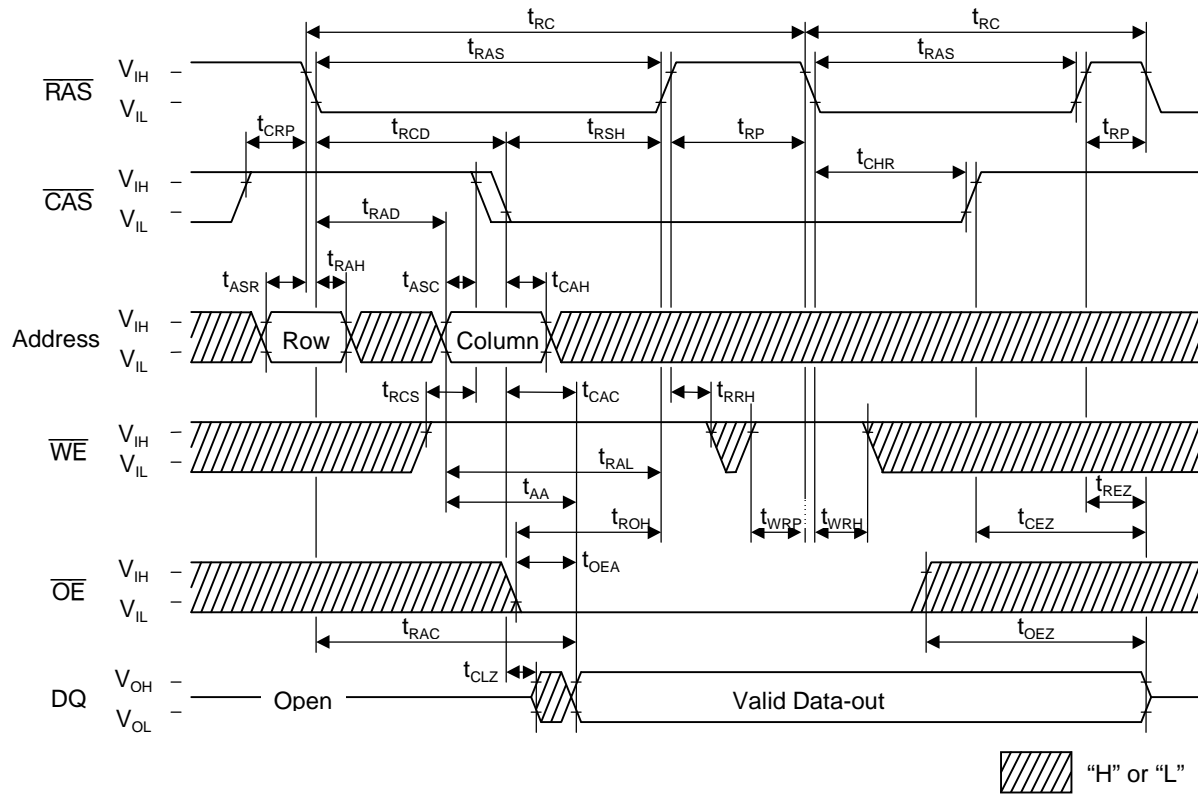 tRC tRC
tRAS tRAS
RAS VIH
VIL
tCRP tRCD tRSH tRP tCHR tRP
CAS VIH
VIL
tRAD
tASR tRAH tASC tCAH
Address VIH
VIL
Row Column
tRCS tCAC tRRH
WE VIH
VIL
tRAL
tAA
tREZ
tROH tWRP tWRH tCEZ
tOEA
OE VIH
VIL
tRAC tOEZ
tCLZ
DQ VOH
VOL
Open Valid Data-out
"H" or "L"